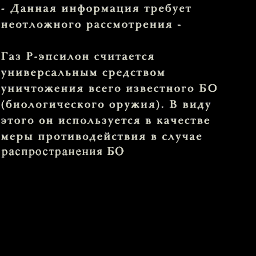 - Данная информация требует
неотложного рассмотрения -
Газ Р-эпсилон считается
универсальным средством
уничтожения всего известного БО
(биологического оружия). В виду
этого он используется в качестве
меры противодействия в случае
распространения БО